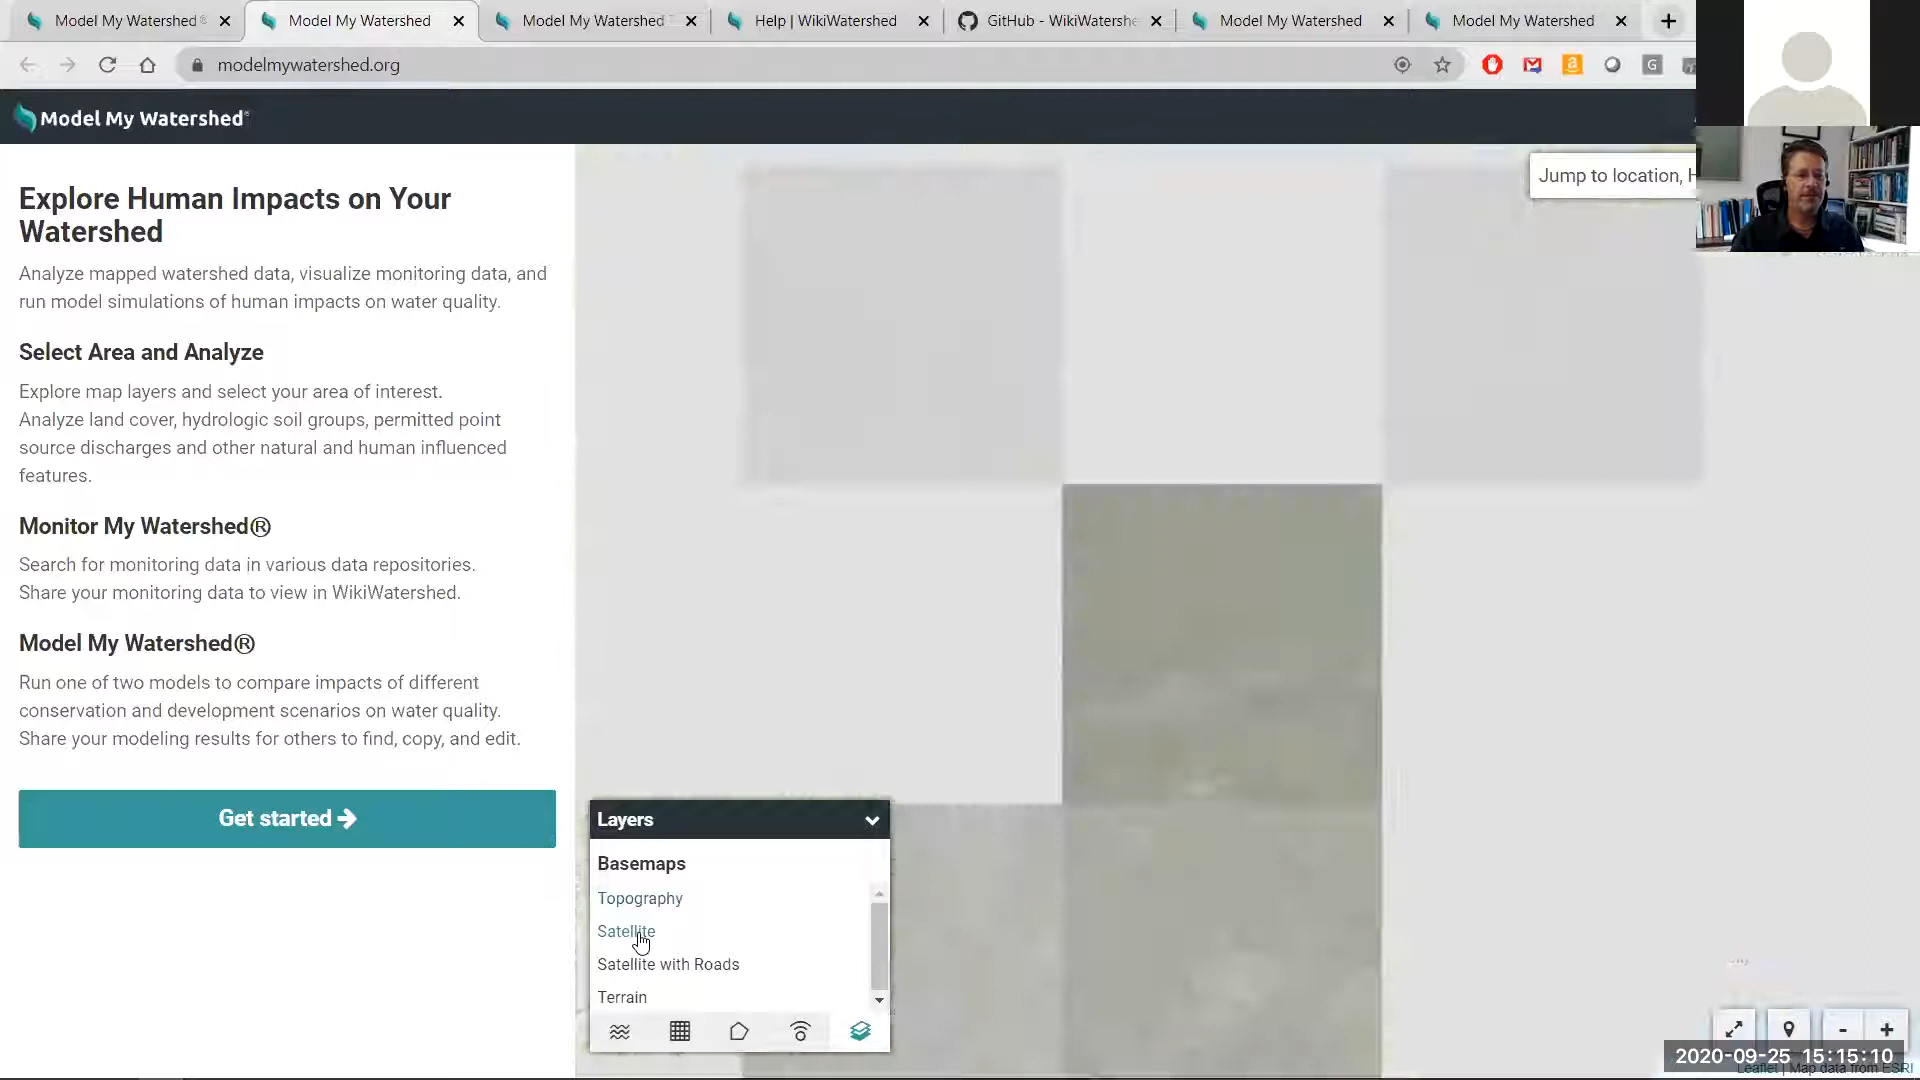 Model My Watershed
Model My Watershed
Model My Watershed
Help | WikiWatershed
GitHub - WikiWatershe
Model My Watershed
Model My Watershed
modelmywatershed.org
Model My Watershed
Jump to location, H
Explore Human Impacts on Your
Watershed
Analyze mapped watershed data, visualize monitoring data, and
run model simulations of human impacts on water quality.
Select Area and Analyze
Explore map layers and select your area of interest.
Analyze land cover, hydrologic soil groups, permitted point
source discharges and other natural and human influenced
features.
Monitor My Watershed®
Search for monitoring data in various data repositories.
Share your monitoring data to view in WikiWatershed.
Model My Watershed®
Run one of two models to compare impacts of different
conservation and development scenarios on water quality.
Share your modeling results for others to find, copy, and edit.
Get started
Layers
Basemaps
Topography
Satellite
Satellite with Roads
Terrain
2020-09-25 15:15:10
Leaflet | Map data from ESRI